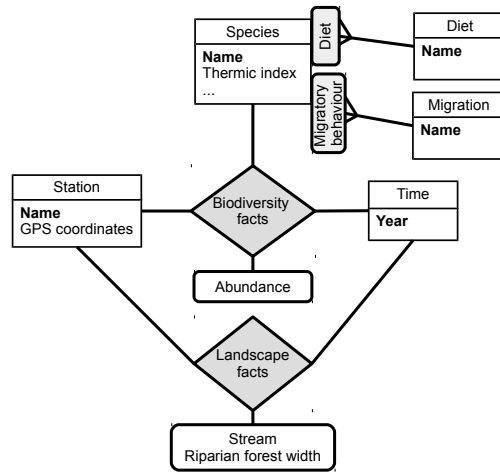 Species
Name
Thermic index
...
Diet
Diet
Name
Migratory
behaviour
Migration
Name
Station
Name
GPS coordinates
Biodiversity
facts
Time
Year
Abundance
Landscape
facts
Stream
Riparian forest width